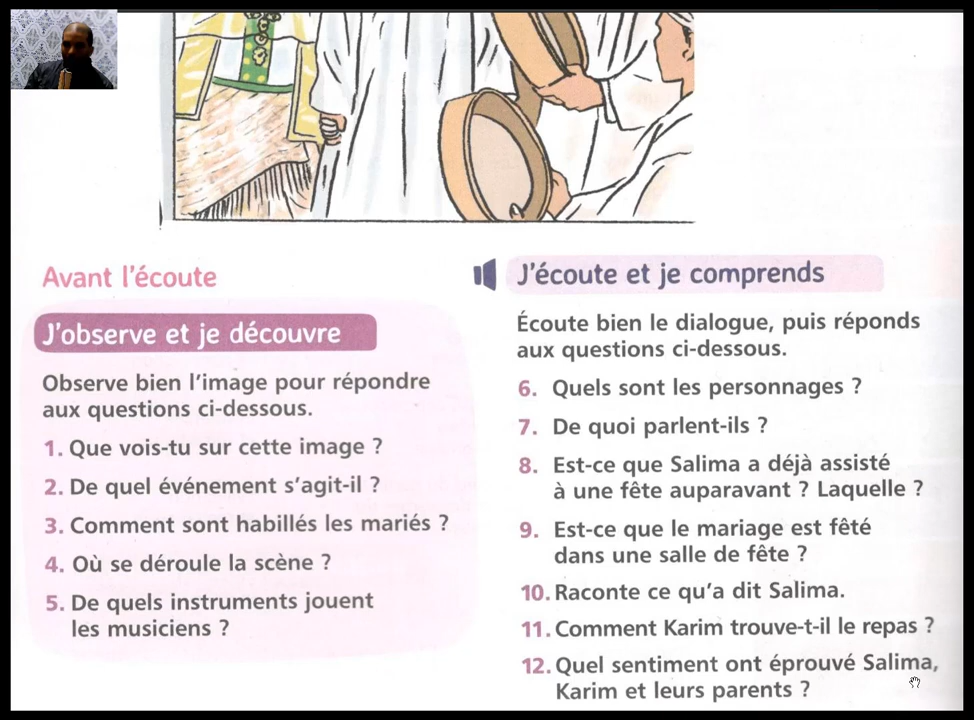 Avant l'écoute
J'observe et je découvre
Observe bien l'image pour répondre
aux questions ci-dessous.
1. Que vois-tu sur cette image ?
2. De quel événement s'agit-il ?
3. Comment sont habillés les mariés ?
4. Où se déroule la scène ?
5. De quels instruments jouent
les musiciens ?
J'écoute et je comprends
Écoute bien le dialogue, puis réponds
aux questions ci-dessous.
6. Quels sont les personnages ?
7. De quoi parlent-ils ?
8. Est-ce que Salima a déjà assisté
à une fête auparavant ? Laquelle ?
9. Est-ce que le mariage est fêté
dans une salle de fête ?
10. Raconte ce qu'a dit Salima.
11. Comment Karim trouve-t-il le repas ?
12. Quel sentiment ont éprouvé Salima,
Karim et leurs parents ?